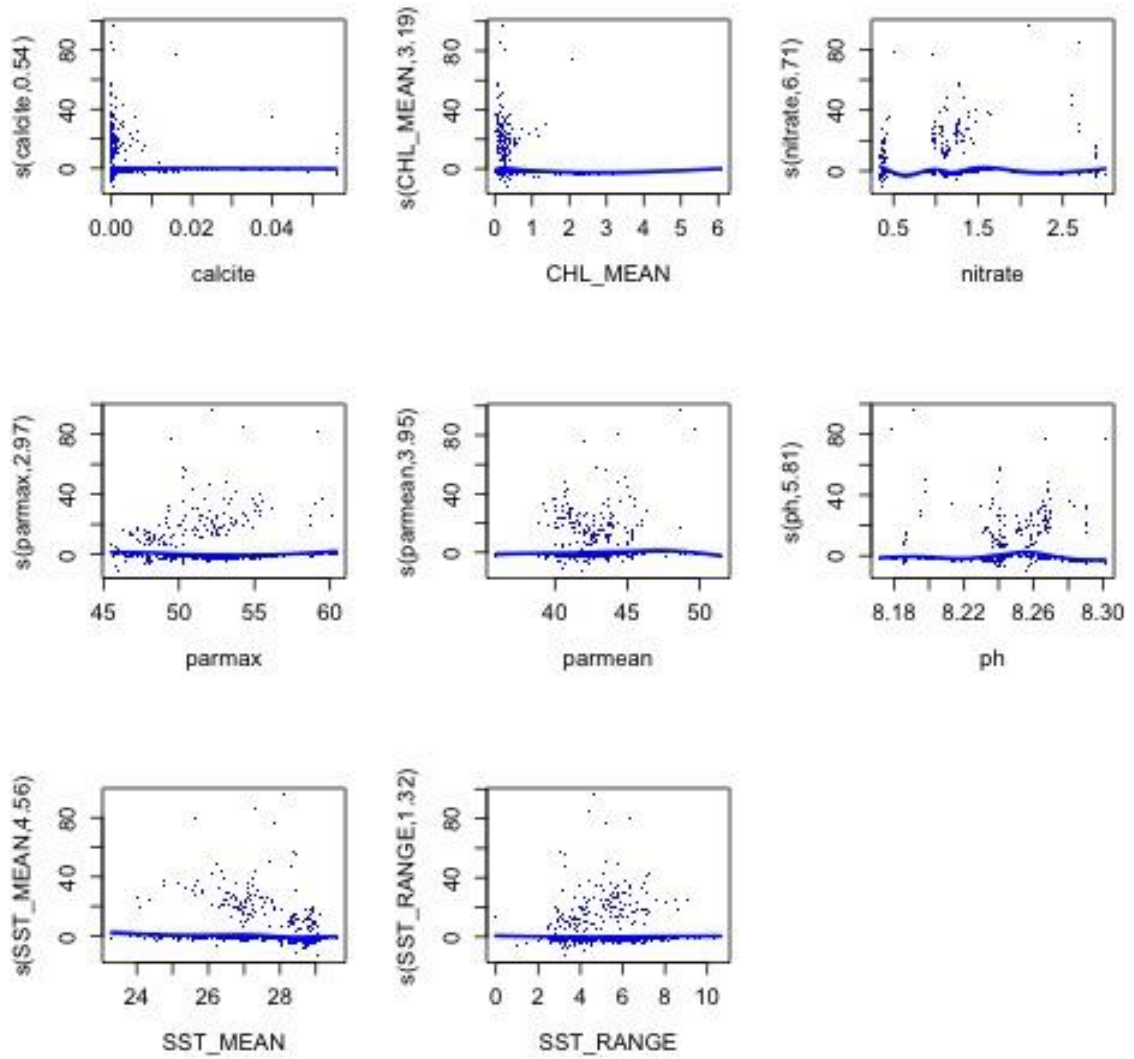 s(calcite,0.54)
80
40
0
0.00 0.02 0.04
calcite
s(CHL_MEAN,3.19)
80
40
0
0 1 2 3 4 5 6
CHL_MEAN
s(nitrate,6.71)
80
40
0
0.5 1.5 2.5
nitrate
s(parmax,2.97)
80
40
0
45 50 55 60
parmax
s(parmean,3.95)
80
40
0
40 45 50
parmean
s(ph,5.81)
80
40
0
8.18 8.22 8.26 8.30
ph
s(SST_MEAN,4.56)
80
40
0
24 26 28
SST_MEAN
s(SST_RANGE,1.32)
80
40
0
0 2 4 6 8 10
SST_RANGE